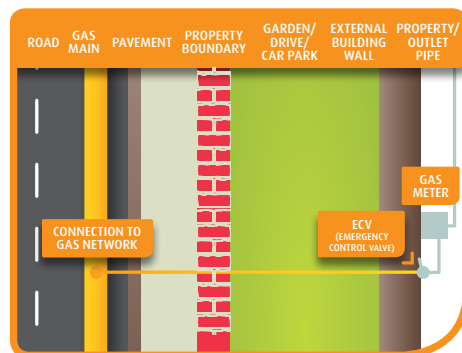 ROAD
GAS
MAIN
PAVEMENT
PROPERTY
BOUNDARY
GARDEN/
DRIVE/
CAR PARK
EXTERNAL
BUILDING
WALL
PROPERTY/
OUTLET
PIPE
GAS
METER
CONNECTION TO
GAS NETWORK
ECV
(EMERGENCY
CONTROL VALVE)